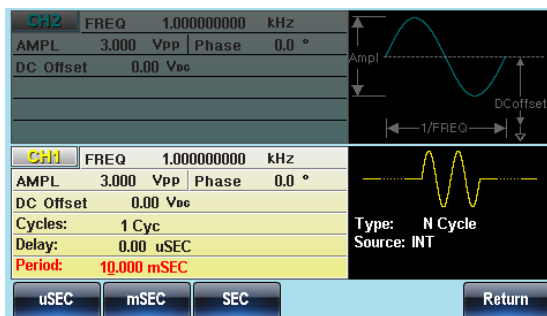 CH2 FREQ 1.000000000 kHz
AMPL 3.000 VPP Phase 0.0 °
DC Offset 0.00 VDC
Ampl
DCoffset
1/FREQ
CH1 FREQ 1.000000000 kHz
AMPL 3.000 VPP Phase 0.0 °
DC Offset 0.00 VDC
Cycles: 1 Cyc
Delay: 0.00 uSEC
Period: 10.000 mSEC
Type: N Cycle
Source: INT
uSEC mSEC SEC Return